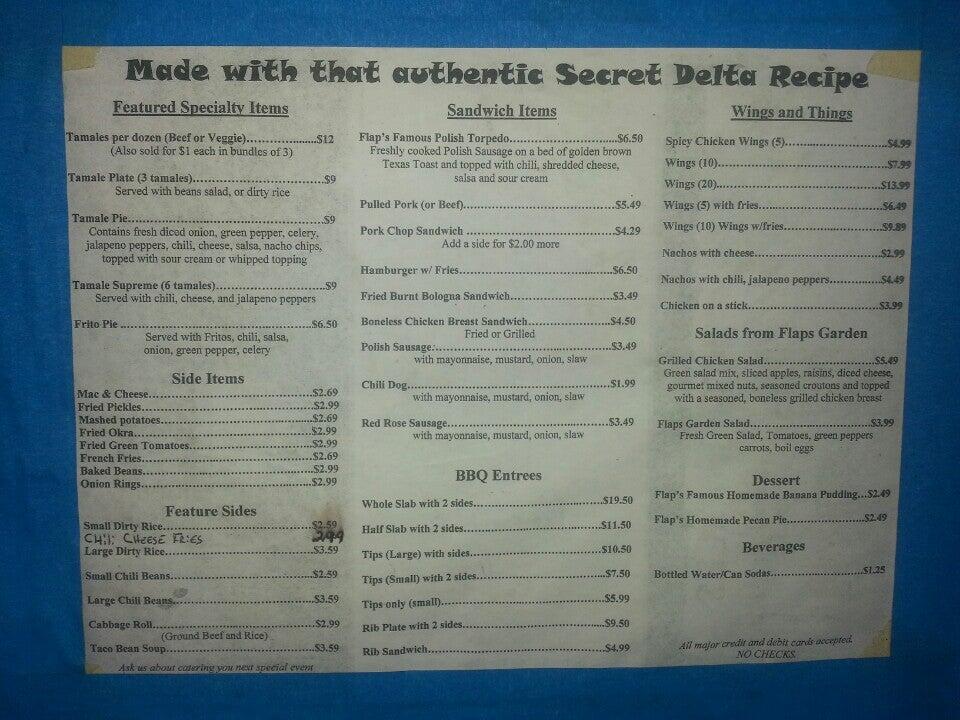 Made with that authentic Secret Delta Recipe
Featured Specialty Items
Tamales per dozen (Beef or Veggie)....................$12
(Also sold for $1 each in bundles of 3)
Tamale Plate (3 tamales)....................$9
Served with beans salad, or dirty rice
Tamale Pie....................$9
Contains fresh diced onion, green pepper, celery,
jalapeno peppers, chili, cheese, salsa, nacho chips,
topped with sour cream or whipped topping
Tamale Supreme (6 tamales)....................$9
Served with chili, cheese, and jalapeno peppers
Frito Pie....................$6.50
Served with Fritos, chili, salsa,
onion, green pepper, celery
Side Items
Mac & Cheese....................$2.69
Fried Pickles....................$2.99
Mashed potatoes....................$2.69
Fried Okra....................$2.99
Fried Green Tomatoes....................$2.99
French Fries....................$2.69
Baked Beans....................$2.99
Onion Rings....................$2.99
Feature Sides
Small Dirty Rice....................$2.59
CHili CHEESE FRIES 2.99
Large Dirty Rice....................$3.59
Small Chili Beans....................$2.59
Large Chili Beans....................$3.59
Cabbage Roll....................$2.99
(Ground Beef and Rice)
Taco Bean Soup....................$3.59
Ask us about catering you next special event
Sandwich Items
Flap's Famous Polish Torpedo....................$6.50
Freshly cooked Polish Sausage on a bed of golden brown
Texas Toast and topped with chili, shredded cheese,
salsa and sour cream
Pulled Pork (or Beef)....................$5.49
Pork Chop Sandwich ....................$4.29
Add a side for $2.00 more
Hamburger w/ Fries....................$6.50
Fried Burnt Bologna Sandwich....................$3.49
Boneless Chicken Breast Sandwich....................$4.50
Fried or Grilled
Polish Sausage....................$3.49
with mayonnaise, mustard, onion, slaw
Chili Dog....................$1.99
with mayonnaise, mustard, onion, slaw
Red Rose Sausage....................$3.49
with mayonnaise, mustard, onion, slaw
BBQ Entrees
Whole Slab with 2 sides....................$19.50
Half Slab with 2 sides....................$11.50
Tips (Large) with sides....................$10.50
Tips (Small) with 2 sides....................$7.50
Tips only (small)....................$5.99
Rib Plate with 2 sides....................$9.50
Rib Sandwich....................$4.99
Wings and Things
Spicy Chicken Wings (5)....................$4.99
Wings (10)....................$7.99
Wings (20)....................$13.99
Wings (5) with fries....................$6.49
Wings (10) Wings w/fries....................$9.89
Nachos with cheese....................$2.99
Nachos with chili, jalapeno peppers....................$4.49
Chicken on a stick....................$3.99
Salads from Flaps Garden
Grilled Chicken Salad....................$5.49
Green salad mix, sliced apples, raisins, diced cheese,
gourmet mixed nuts, seasoned croutons and topped
with a seasoned, boneless grilled chicken breast
Flaps Garden Salad....................$3.99
Fresh Green Salad, Tomatoes, green peppers
carrots, boil eggs
Dessert
Flap's Famous Homemade Banana Pudding...$2.49
Flap's Homemade Pecan Pie....................$2.49
Beverages
Bottled Water/Can Sodas....................$1.25
All major credit and debit cards accepted.
NO CHECKS.